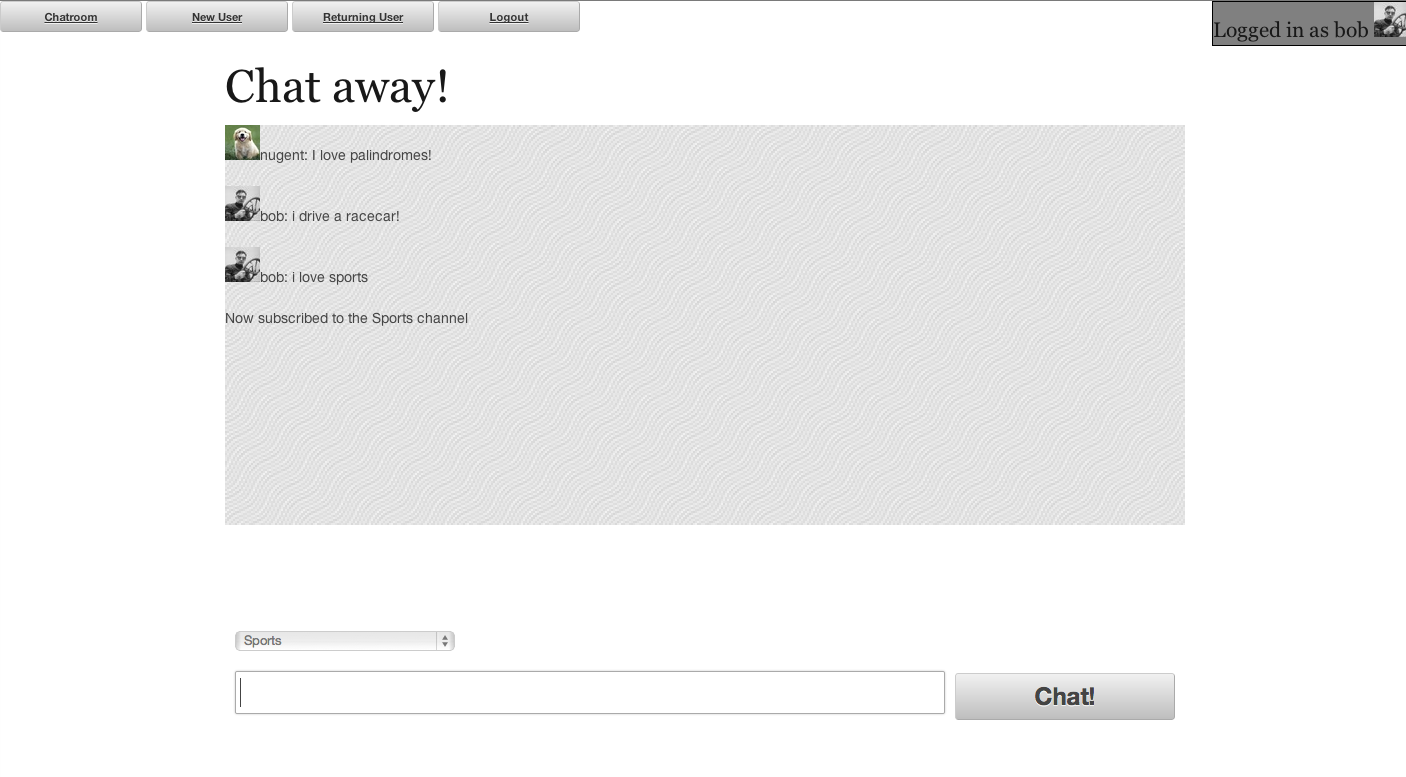 Chatroom New User Returning User Logout
Logged in as bob
Chat away!
nugent: I love palindromes!
bob: i drive a racecar!
bob: i love sports
Now subscribed to the Sports channel
Sports
Chat!